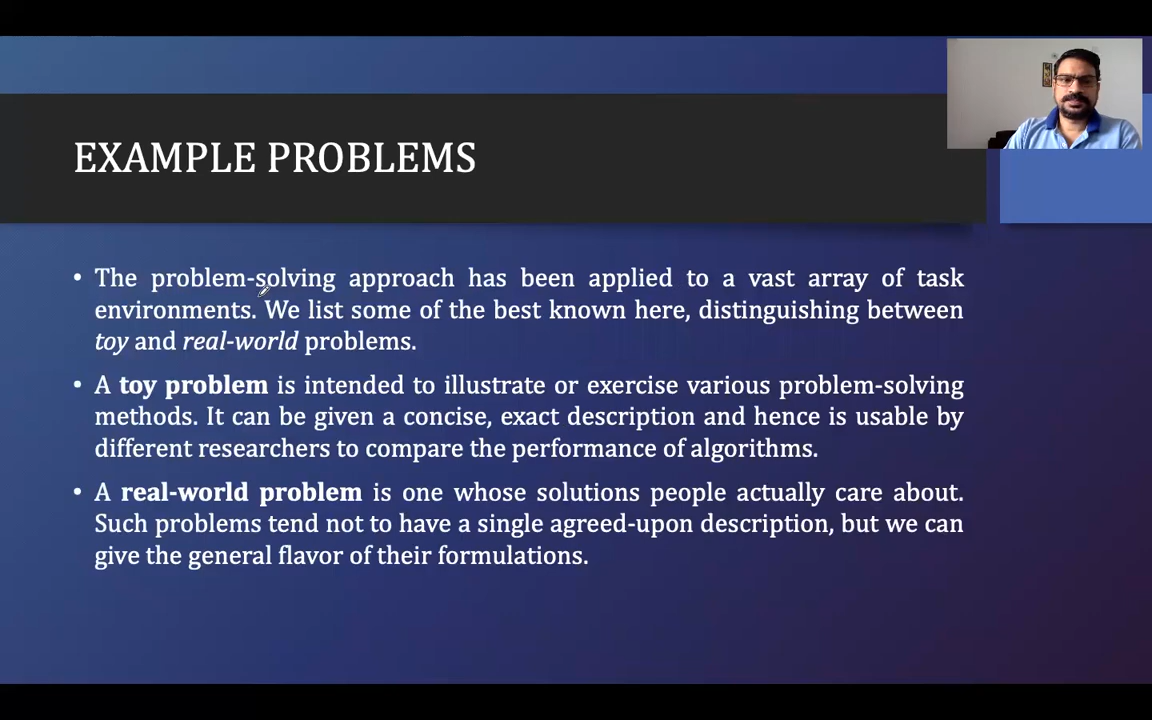 EXAMPLE PROBLEMS
• The problem-solving approach has been applied to a vast array of task
environments. We list some of the best known here, distinguishing between
toy and real-world problems.
• A toy problem is intended to illustrate or exercise various problem-solving
methods. It can be given a concise, exact description and hence is usable by
different researchers to compare the performance of algorithms.
• A real-world problem is one whose solutions people actually care about.
Such problems tend not to have a single agreed-upon description, but we can
give the general flavor of their formulations.